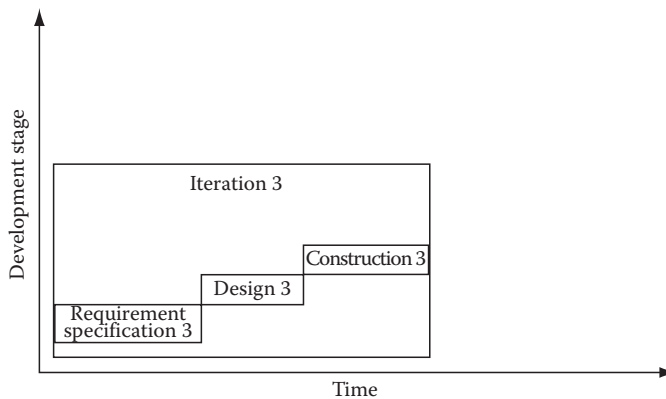 Development stage
Iteration 3
Construction 3
Design 3
Requirement
specification 3
Time